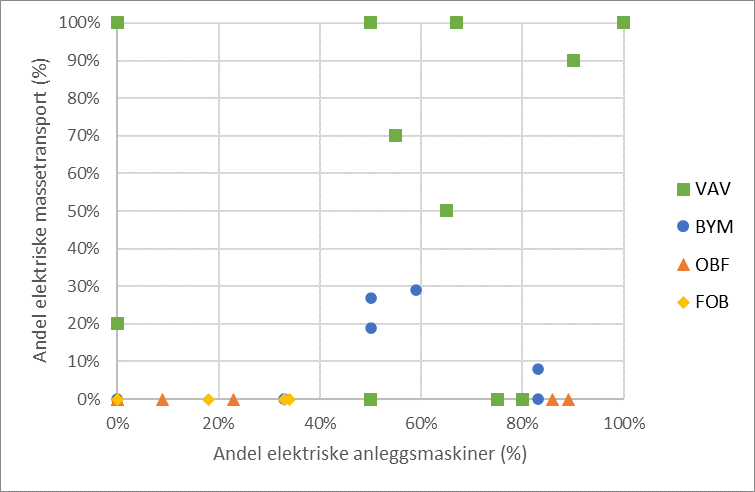 100%
90%
80%
70%
60%
50%
40%
30%
20%
10%
0%
Andel elektriske massetransport (%)
0% 20% 40% 60% 80% 100%
Andel elektriske anleggsmaskiner (%)
VAV
BYM
OBF
FOB